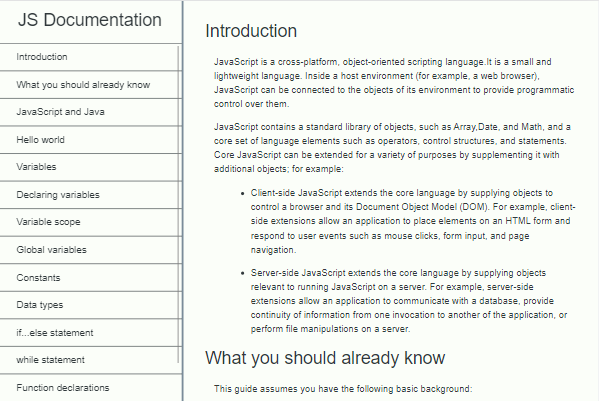 JS Documentation
Introduction
What you should already know
JavaScript and Java
Hello world
Variables
Declaring variables
Variable scope
Global variables
Constants
Data types
if...else statement
while statement
Function declarations
Introduction
JavaScript is a cross-platform, object-oriented scripting language.It is a small and
lightweight language. Inside a host environment (for example, a web browser),
JavaScript can be connected to the objects of its environment to provide programmatic
control over them.
JavaScript contains a standard library of objects, such as Array,Date, and Math, and a
core set of language elements such as operators, control structures, and statements.
Core JavaScript can be extended for a variety of purposes by supplementing it with
additional objects; for example:
• Client-side JavaScript extends the core language by supplying objects to
control a browser and its Document Object Model (DOM). For example, client-
side extensions allow an application to place elements on an HTML form and
respond to user events such as mouse clicks, form input, and page
navigation.
• Server-side JavaScript extends the core language by supplying objects
relevant to running JavaScript on a server. For example, server-side
extensions allow an application to communicate with a database, provide
continuity of information from one invocation to another of the application, or
perform file manipulations on a server.
What you should already know
This guide assumes you have the following basic background: